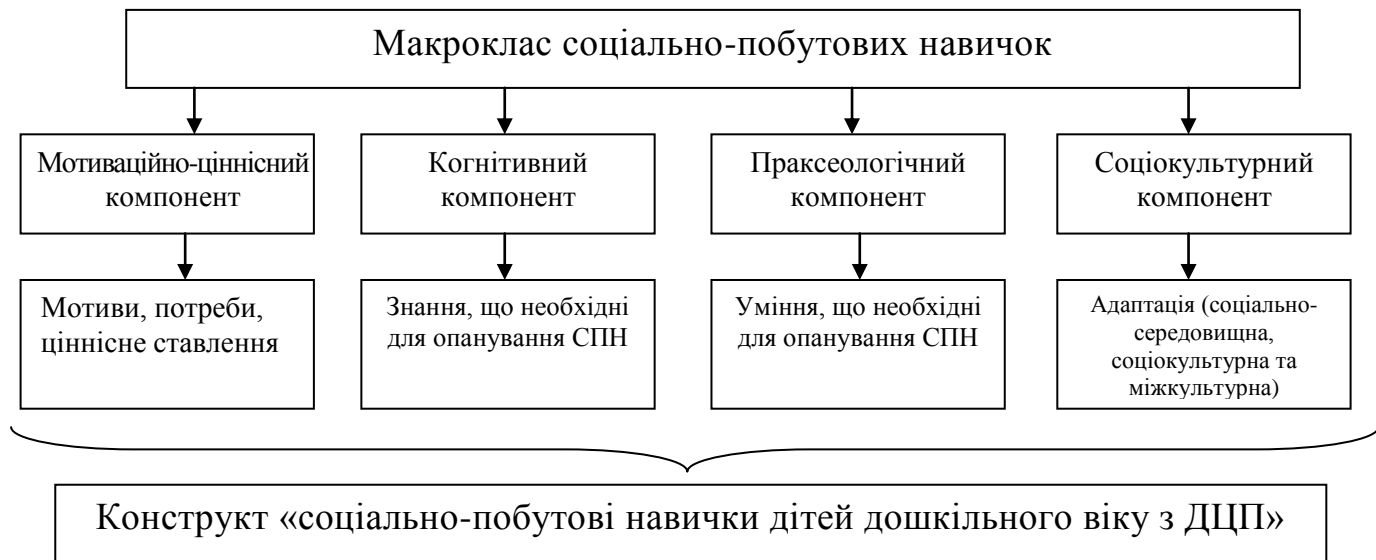 Макроклас соціально-побутових навичок
Мотиваційно-ціннісний
компонент
Когнітивний
компонент
Праксеологічний
компонент
Соціокультурний
компонент
Мотиви, потреби,
ціннісне ставлення
Знання, що необхідні
для опанування СПН
Уміння, що необхідні
для опанування СПН
Адаптація (соціально-
середовищна,
соціокультурна та
міжкультурна)
Конструкт «соціально-побутові навички дітей дошкільного віку з ДЦП»